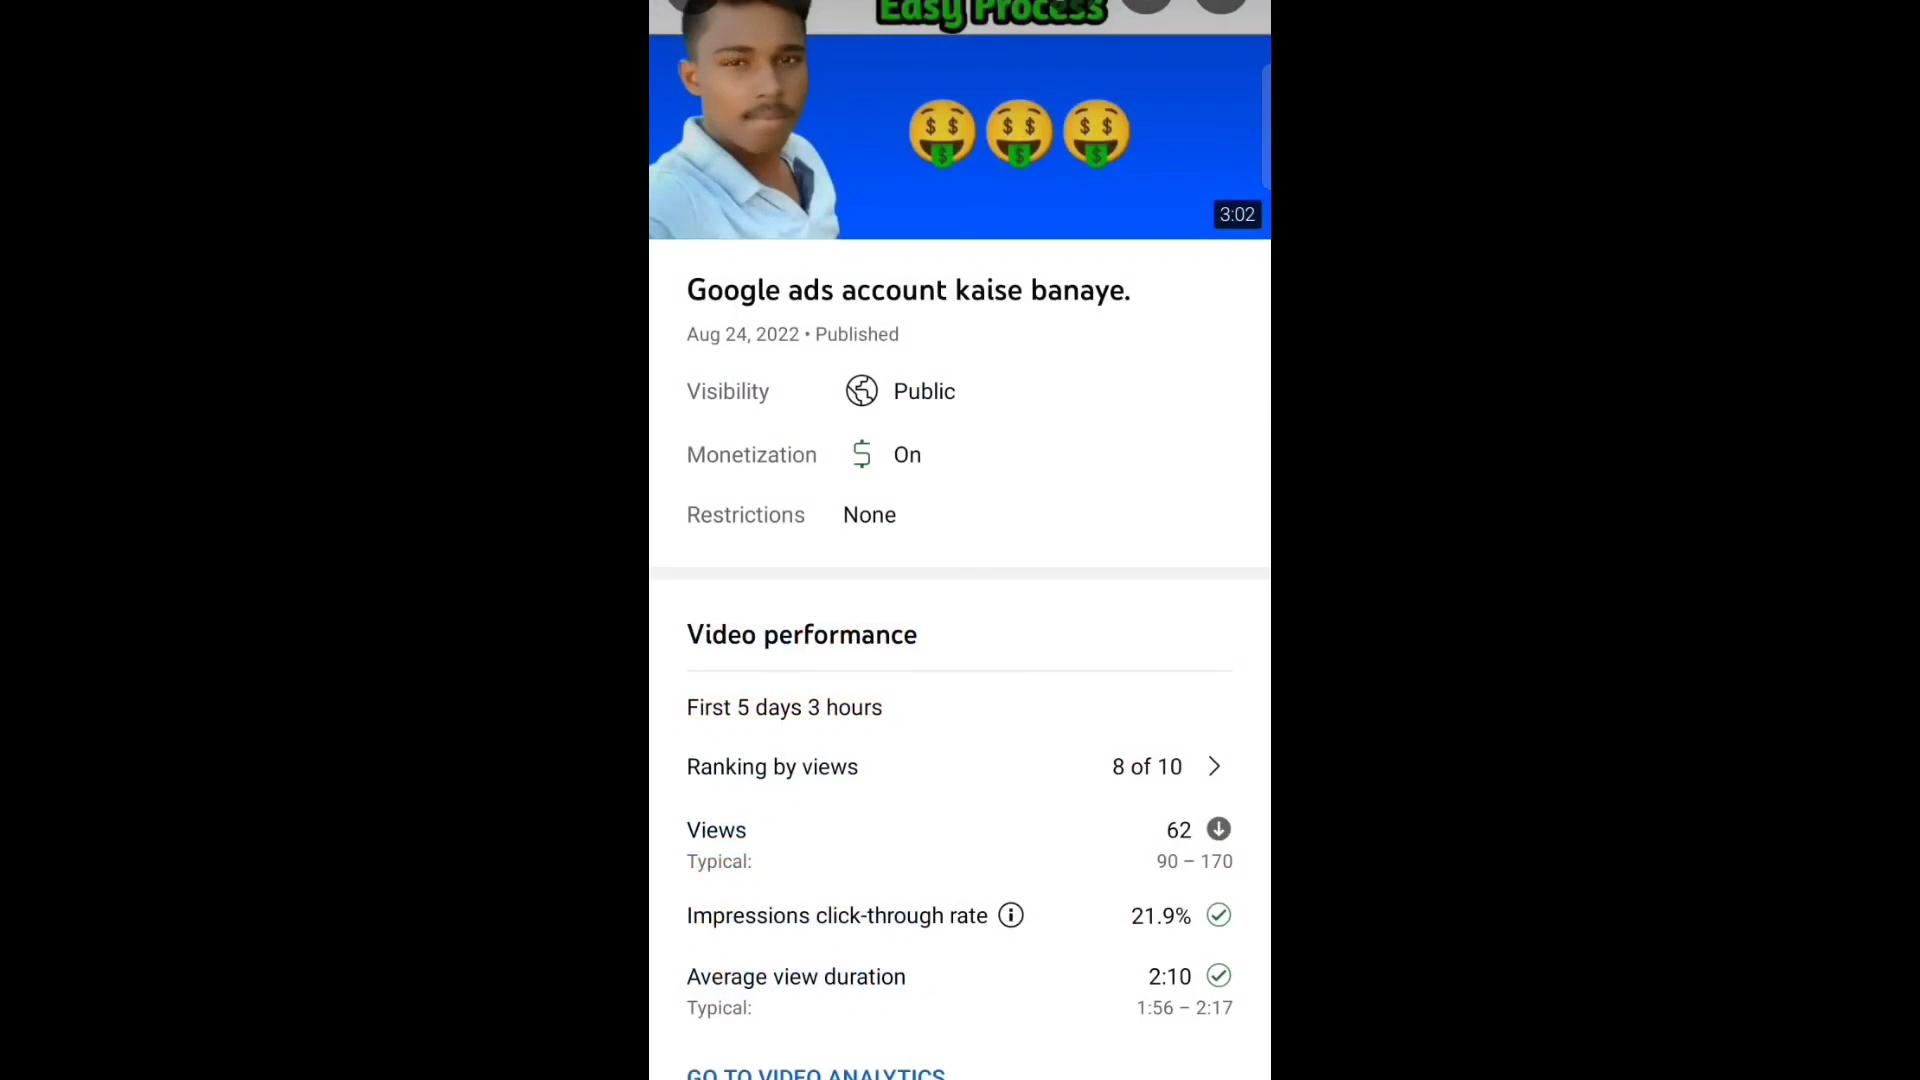 Easy Process
3:02
Google ads account kaise banaye.
Aug 24, 2022 • Published
Visibility Public
Monetization On
Restrictions None
Video performance
First 5 days 3 hours
Ranking by views 8 of 10
Views 62
Typical: 90 – 170
Impressions click-through rate 21.9%
Average view duration 2:10
Typical: 1:56 – 2:17
GO TO VIDEO ANALYTICS